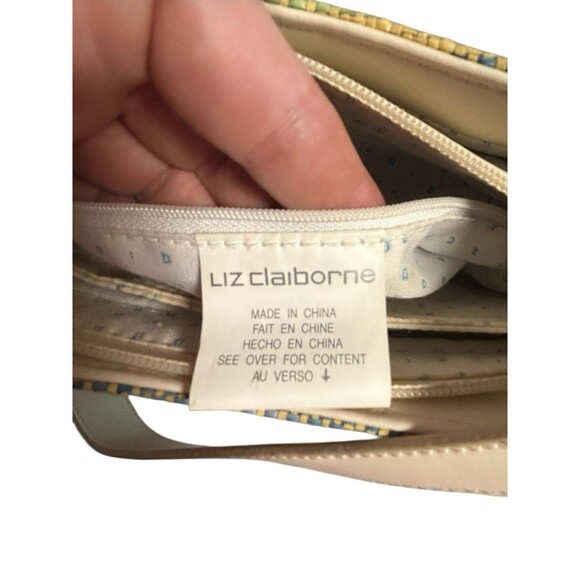 LIZ claiborne
MADE IN CHINA
FAIT EN CHINE
HECHO EN CHINA
SEE OVER FOR CONTENT
AU VERSO ↓